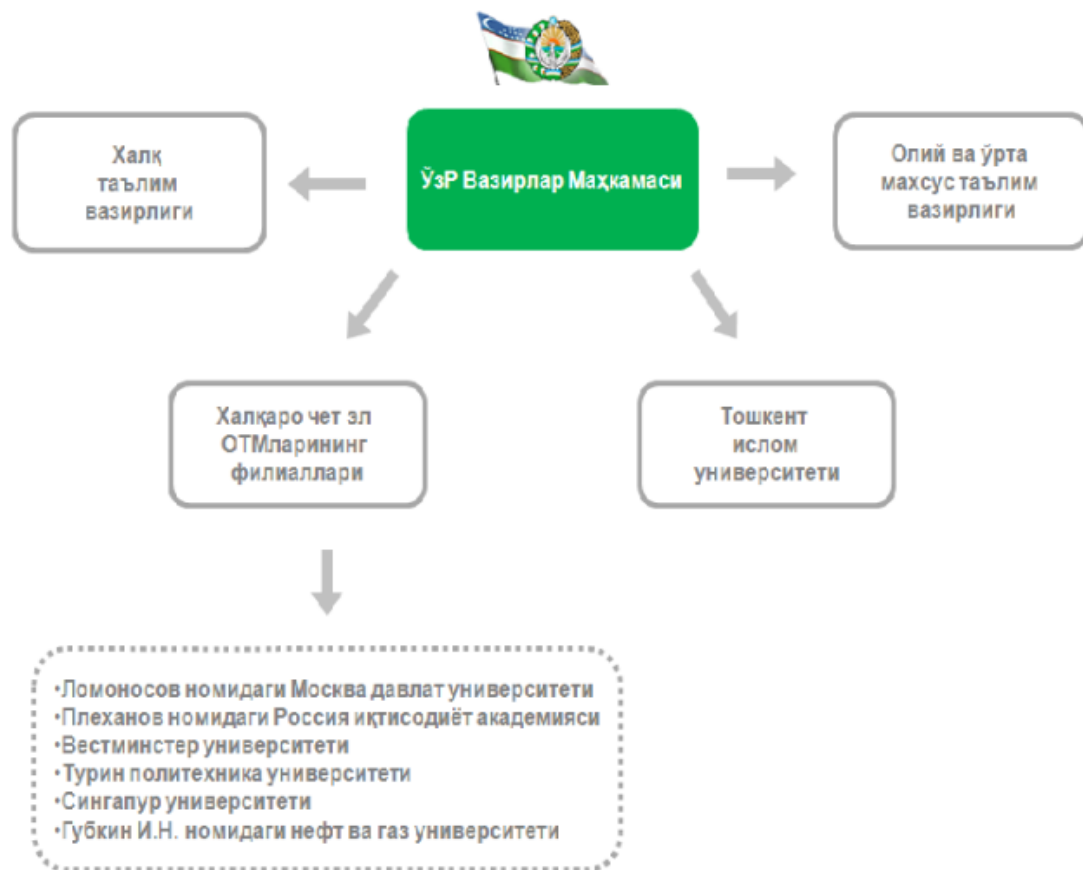 Халқ
таълим
вазирлиги
ЎзР Вазирлар Маҳкамаси
Олий ва ўрта
махсус таълим
вазирлиги
Халқаро чет эл
ОТМларининг
филиаллари
Тошкент
ислом
университети
•Ломоносов номидаги Москва давлат университети
•Плеханов номидаги Россия иқтисодиёт академияси
•Вестминстер университети
•Турин политехника университети
•Сингапур университети
•Губкин И.Н. номидаги нефт ва газ университети